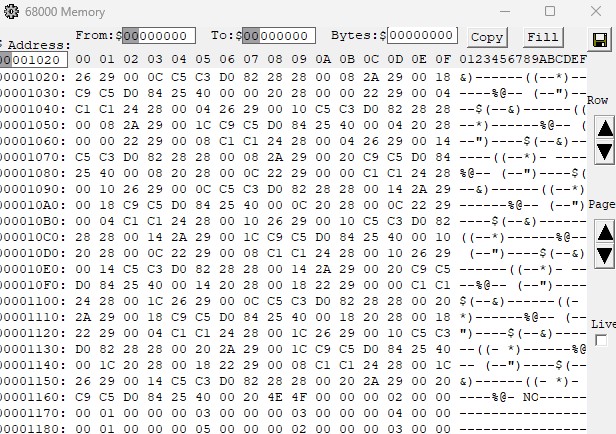 68000 Memory
From:$00000000 To:$00000000 Bytes:$00000000 Copy Fill
$ Address:
00001020 00 01 02 03 04 05 06 07 08 09 0A 0B 0C 0D 0E 0F 0123456789ABCDEF
00001020: 26 29 00 0C C5 C3 D0 82 28 28 00 08 2A 29 00 18 &)------((--*)--
00001030: C9 C5 D0 84 25 40 00 00 20 28 00 00 22 29 00 04 ----%@-- (--")--
00001040: C1 C1 24 28 00 04 26 29 00 10 C5 C3 D0 82 28 28 --$(--&)------((
00001050: 00 08 2A 29 00 1C C9 C5 D0 84 25 40 00 04 20 28 --*)------%@-- (
00001060: 00 00 22 29 00 08 C1 C1 24 28 00 04 26 29 00 14 --")----$(--&)--
00001070: C5 C3 D0 82 28 28 00 08 2A 29 00 20 C9 C5 D0 84 ----((--*)- ----
00001080: 25 40 00 08 20 28 00 0C 22 29 00 00 C1 C1 24 28 %@-- (--")----$(
00001090: 00 10 26 29 00 0C C5 C3 D0 82 28 28 00 14 2A 29 --&)------((--*)
000010A0: 00 18 C9 C5 D0 84 25 40 00 0C 20 28 00 0C 22 29 ------%@-- (--")
000010B0: 00 04 C1 C1 24 28 00 10 26 29 00 10 C5 C3 D0 82 ----$(--&)------
000010C0: 28 28 00 14 2A 29 00 1C C9 C5 D0 84 25 40 00 10 ((--*)------%@--
000010D0: 20 28 00 0C 22 29 00 08 C1 C1 24 28 00 10 26 29  (--")----$(--&)
000010E0: 00 14 C5 C3 D0 82 28 28 00 14 2A 29 00 20 C9 C5 ------((--*)- --
000010F0: D0 84 25 40 00 14 20 28 00 18 22 29 00 00 C1 C1 --%@-- (--")----
00001100: 24 28 00 1C 26 29 00 0C C5 C3 D0 82 28 28 00 20 $(--&)------((- 
00001110: 2A 29 00 18 C9 C5 D0 84 25 40 00 18 20 28 00 18 *)------%@-- (--
00001120: 22 29 00 04 C1 C1 24 28 00 1C 26 29 00 10 C5 C3 ")----$(--&)----
00001130: D0 82 28 28 00 20 2A 29 00 1C C9 C5 D0 84 25 40 --((- *)------%@
00001140: 00 1C 20 28 00 18 22 29 00 08 C1 C1 24 28 00 1C -- (--")----$(--
00001150: 26 29 00 14 C5 C3 D0 82 28 28 00 20 2A 29 00 20 &)------((- *)- 
00001160: C9 C5 D0 84 25 40 00 20 4E 4F 00 00 00 02 00 00 ----%@- NO------
00001170: 00 01 00 00 00 03 00 00 00 03 00 00 00 04 00 00 ----------------
00001180: 00 01 00 00 00 05 00 00 00 02 00 00 00 03 00 00 ----------------
Row
Page
Live